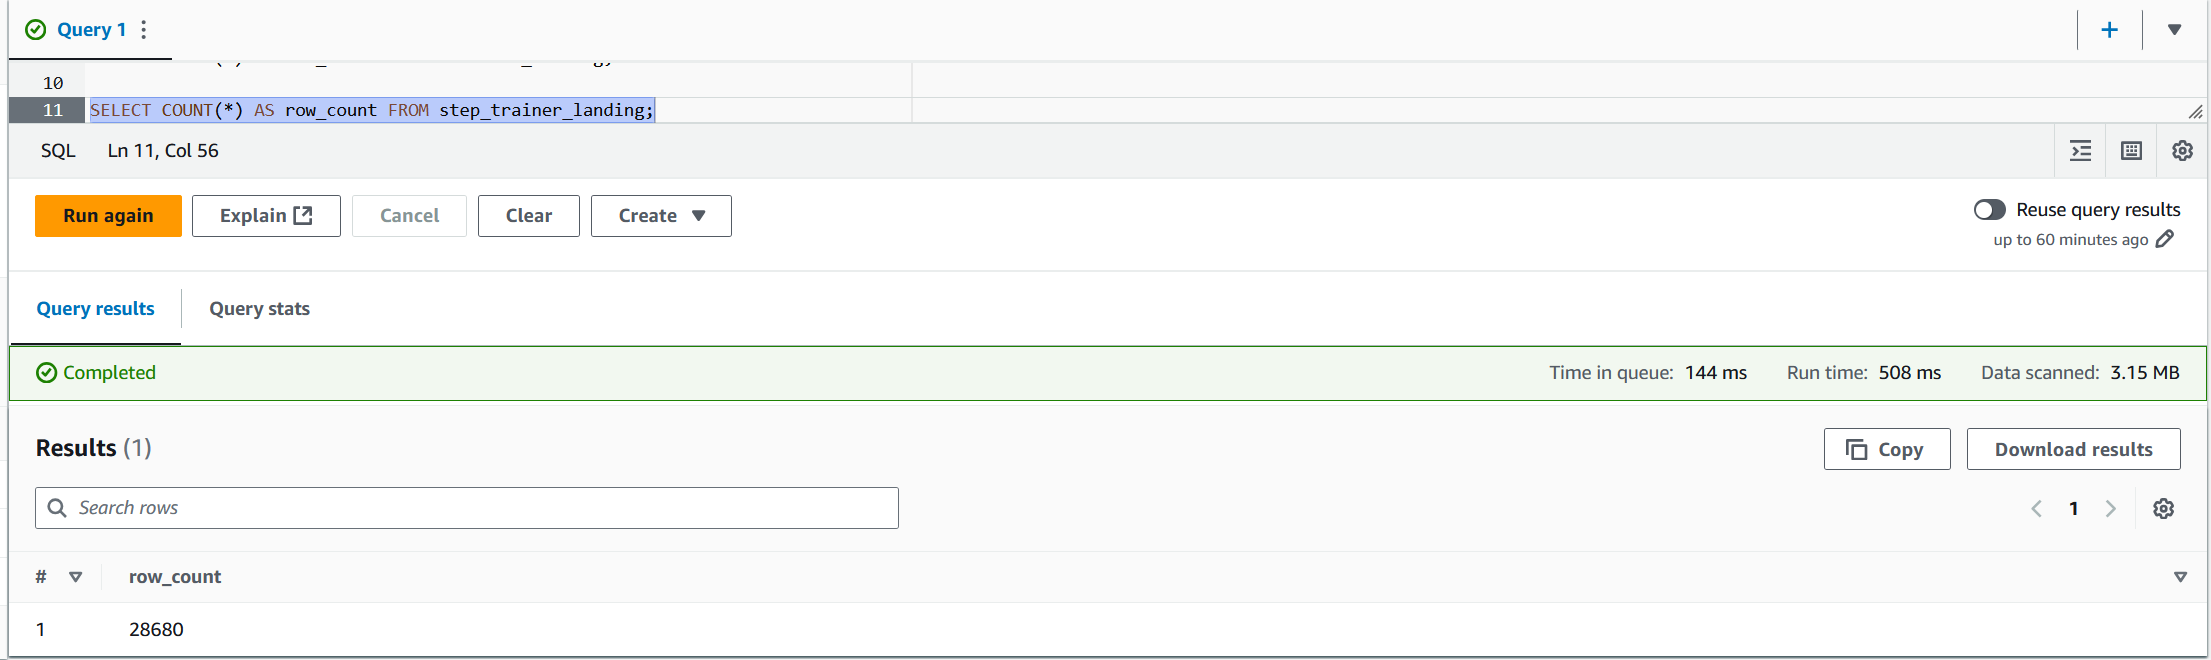 Query 1
10
11 SELECT COUNT(*) AS row_count FROM step_trainer_landing;
SQL Ln 11, Col 56
Run again Explain Cancel Clear Create
Reuse query results
up to 60 minutes ago
Query results Query stats
Completed Time in queue: 144 ms Run time: 508 ms Data scanned: 3.15 MB
Results (1) Copy Download results
Search rows 1
# row_count
1 28680